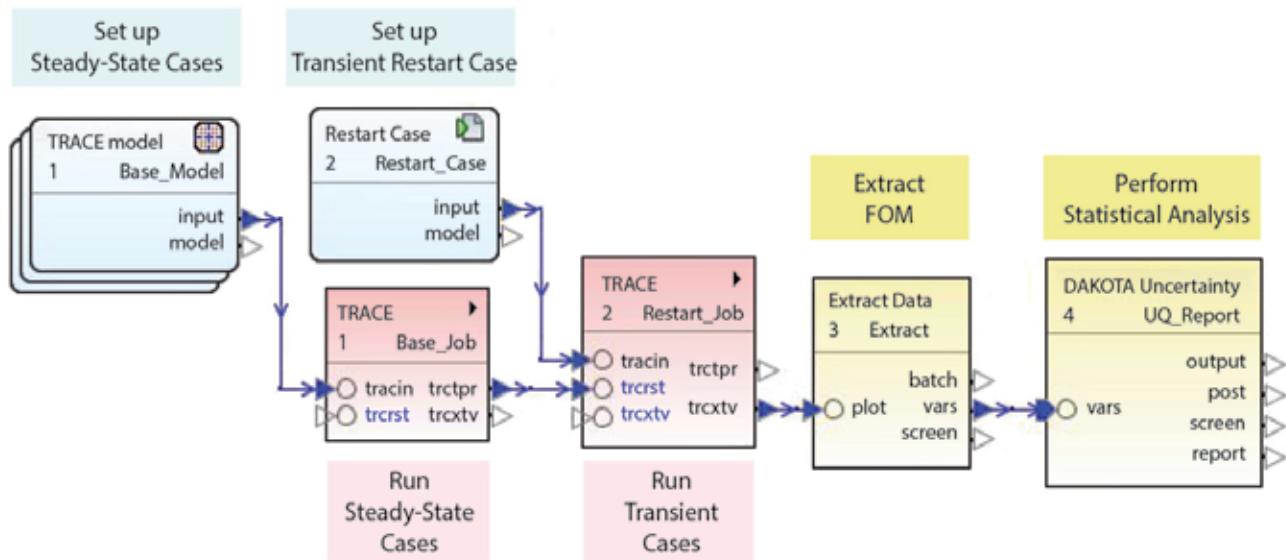 Set up
Steady-State Cases
Set up
Transient Restart Case
TRACE model
1 Base_Model
input
model
Restart Case
2 Restart_Case
input
model
Extract
FOM
Perform
Statistical Analysis
TRACE
1 Base_Job
tracin trctpr
trcrst trcxtv
TRACE
2 Restart_Job
tracin trctpr
trcrst
trcxtv trcxtv
Extract Data
3 Extract
batch
plot vars
screen
DAKOTA Uncertainty
4 UQ_Report
output
post
vars
screen
report
Run
Steady-State
Cases
Run
Transient
Cases